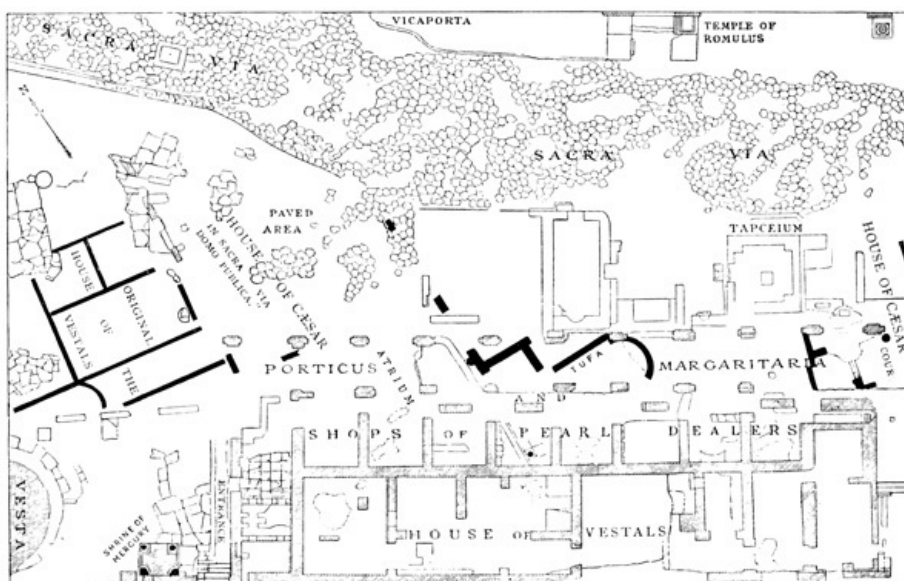 VICAPORTA
TEMPLE OF
ROMULUS
SACRA
VIA
SACRA VIA
PAVED
AREA
HOUSE OF CÆSAR
IN SACRA VIA
DOMO PUBLICA
TAPCEIUM
HOUSE OF CÆSAR
COUR
THE
ORIGINAL
HOUSE
OF
VESTALS
PORTICUS
MARGARITARIA
ATRIUM
TUFA
AND
SHOPS OF PEARL DEALERS
ENTRANCE
HOUSE OF VESTALS
VESTA
SHRINE OF
MERCURY